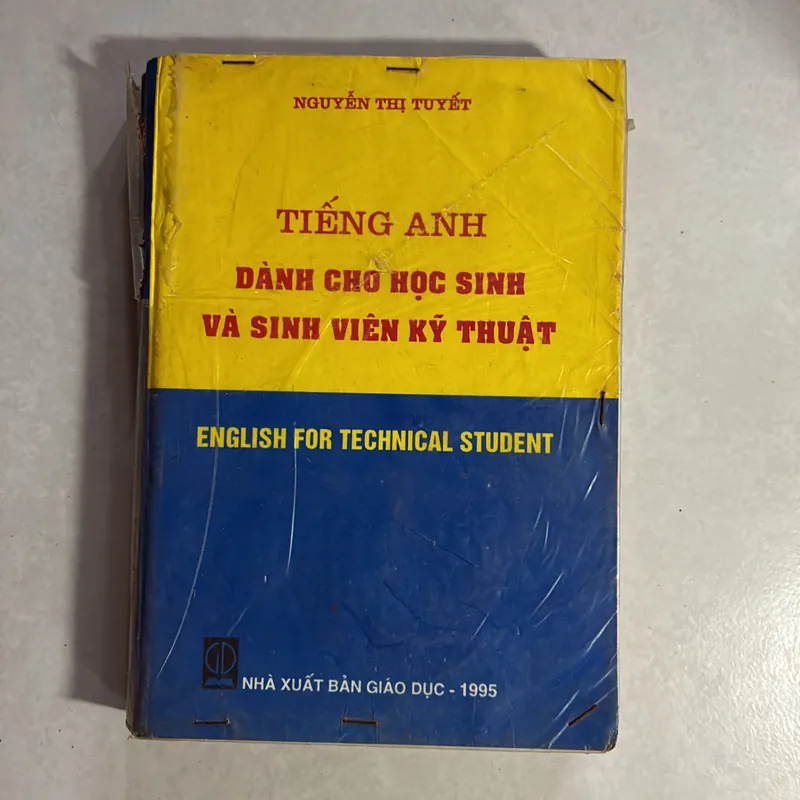 NGUYỄN THỊ TUYẾT
TIẾNG ANH
DÀNH CHO HỌC SINH
VÀ SINH VIÊN KỸ THUẬT
ENGLISH FOR TECHNICAL STUDENT
GD
NHÀ XUẤT BẢN GIÁO DỤC - 1995